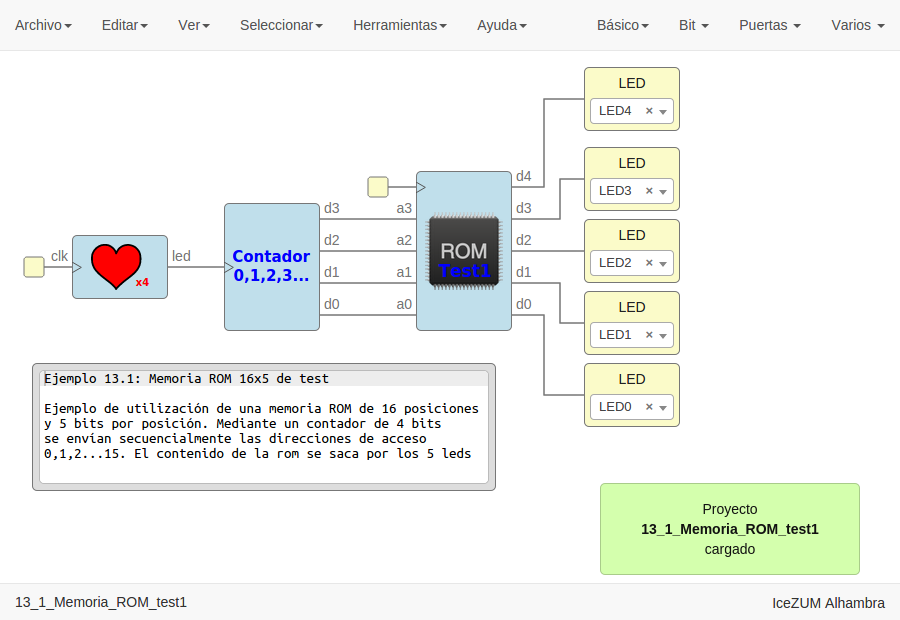 Archivo Editar Ver Seleccionar Herramientas Ayuda Básico Bit Puertas Varios
LED
LED4 ×
LED
LED3 ×
LED
LED2 ×
LED
LED1 ×
LED
LED0 ×
clk
x4
led
Contador
0,1,2,3...
d3
d2
d1
d0
a3
a2
a1
a0
ROM
Test1
d4
d3
d2
d1
d0
Ejemplo 13.1: Memoria ROM 16x5 de test
Ejemplo de utilización de una memoria ROM de 16 posiciones
y 5 bits por posición. Mediante un contador de 4 bits
se envían secuencialmente las direcciones de acceso
0,1,2...15. El contenido de la rom se saca por los 5 leds
Proyecto
13_1_Memoria_ROM_test1
cargado
13_1_Memoria_ROM_test1 IceZUM Alhambra